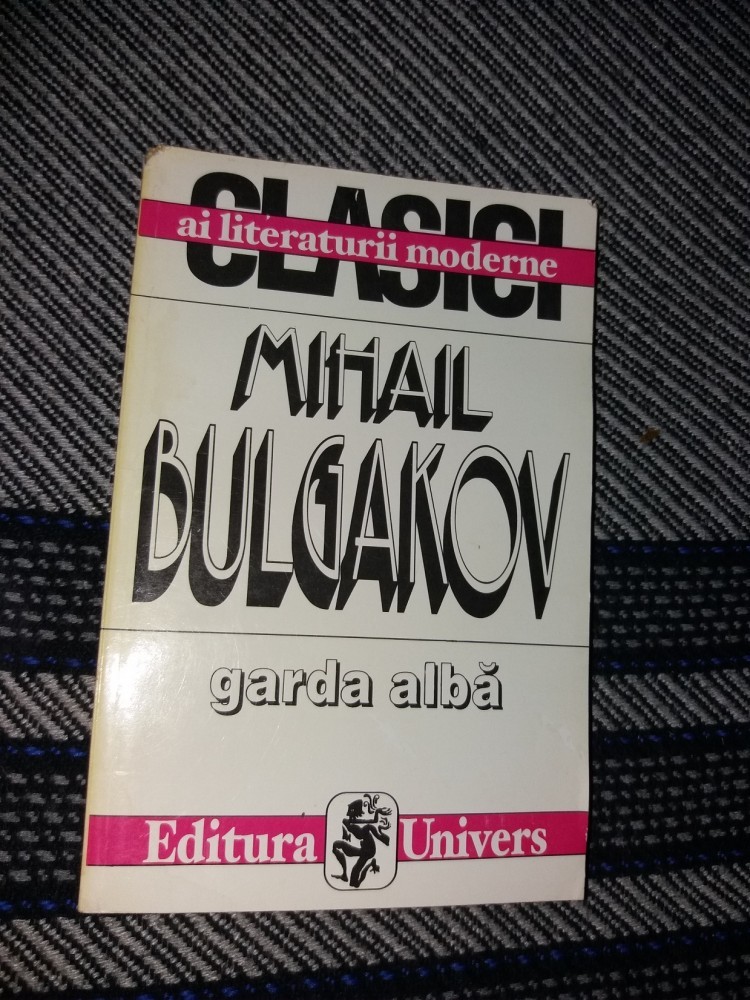 CLASICI
ai literaturii moderne
MIHAIL
BULGAKOV
garda albă
Editura Univers